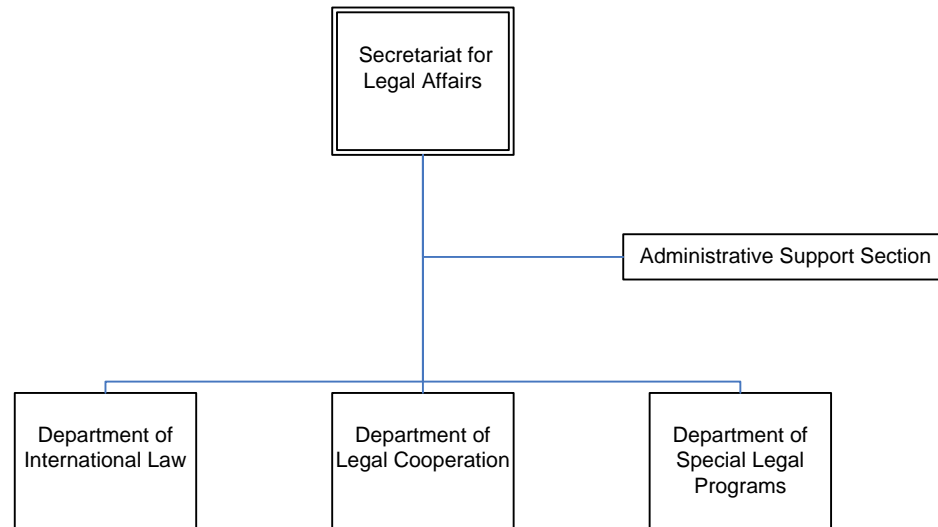 Secretariat for
Legal Affairs
Administrative Support Section
Department of
International Law
Department of
Legal Cooperation
Department of
Special Legal
Programs